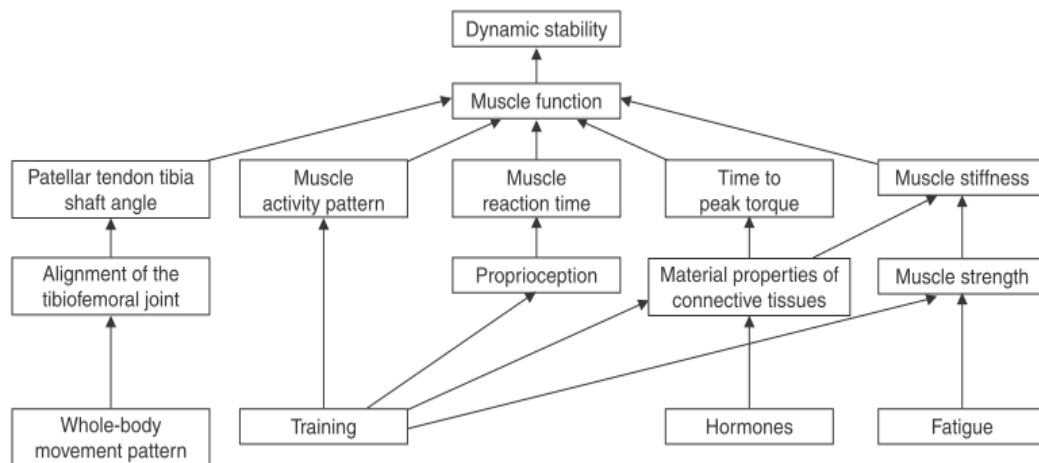 Dynamic stability
Muscle function
Patellar tendon tibia
shaft angle
Muscle
activity pattern
Muscle
reaction time
Time to
peak torque
Muscle stiffness
Alignment of the
tibiofemoral joint
Proprioception
Material properties of
connective tissues
Muscle strength
Whole-body
movement pattern
Training
Hormones
Fatigue